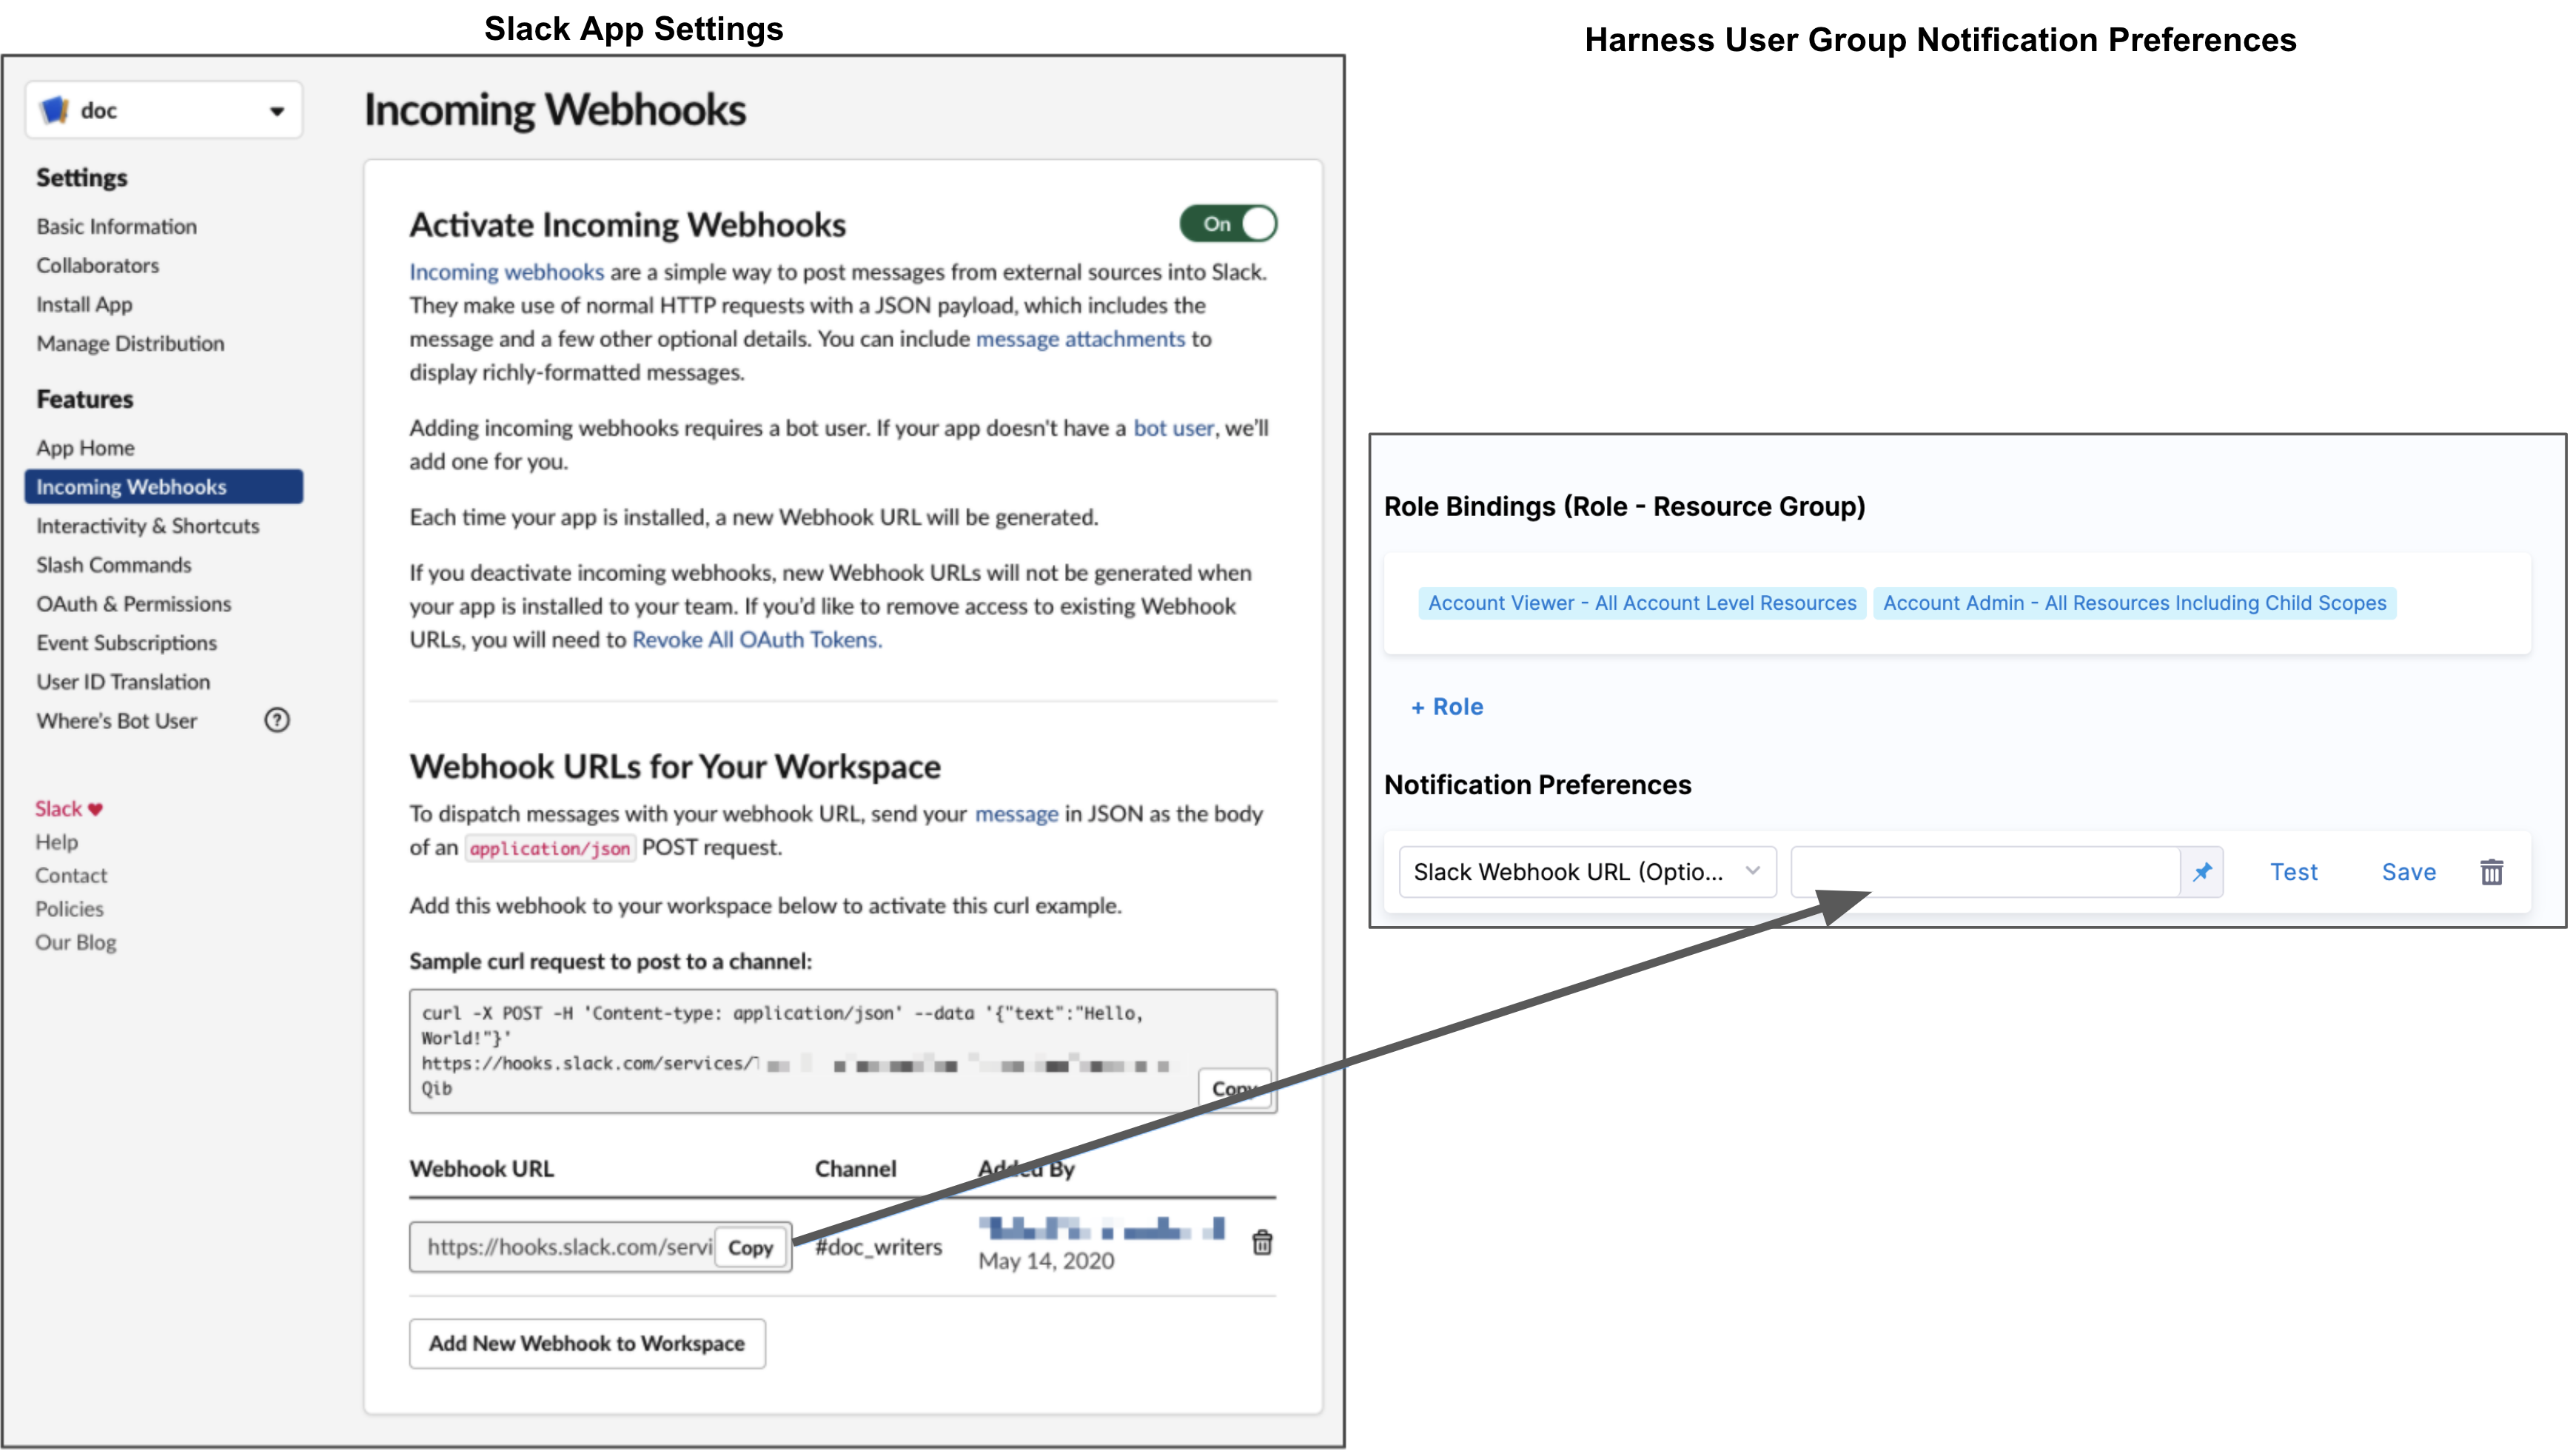 Slack App Settings
Harness User Group Notification Preferences
doc
Settings
Basic Information
Collaborators
Install App
Manage Distribution
Features
App Home
Incoming Webhooks
Interactivity & Shortcuts
Slash Commands
OAuth & Permissions
Event Subscriptions
User ID Translation
Where's Bot User ?
Slack ♥
Help
Contact
Policies
Our Blog
Incoming Webhooks
Activate Incoming Webhooks
On
Incoming webhooks are a simple way to post messages from external sources into Slack.
They make use of normal HTTP requests with a JSON payload, which includes the
message and a few other optional details. You can include message attachments to
display richly-formatted messages.
Adding incoming webhooks requires a bot user. If your app doesn't have a bot user, we'll
add one for you.
Each time your app is installed, a new Webhook URL will be generated.
If you deactivate incoming webhooks, new Webhook URLs will not be generated when
your app is installed to your team. If you'd like to remove access to existing Webhook
URLs, you will need to Revoke All OAuth Tokens.
Webhook URLs for Your Workspace
To dispatch messages with your webhook URL, send your message in JSON as the body
of an application/json POST request.
Add this webhook to your workspace below to activate this curl example.
Sample curl request to post to a channel:
curl -X POST -H 'Content-type: application/json' --data '{"text":"Hello,
World!"}'
https://hooks.slack.com/services/
Qib
Copy
Webhook URL Channel Added By
https://hooks.slack.com/servi Copy #doc_writers
May 14, 2020
Add New Webhook to Workspace
Role Bindings (Role - Resource Group)
Account Viewer - All Account Level Resources Account Admin - All Resources Including Child Scopes
+ Role
Notification Preferences
Slack Webhook URL (Optio... Test Save